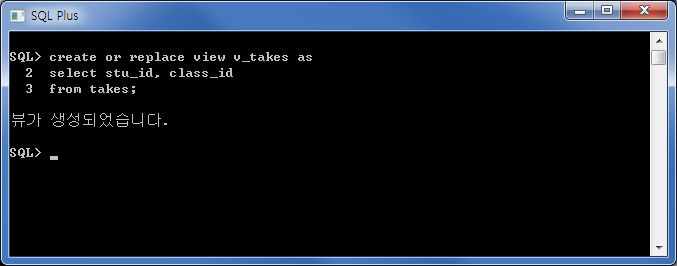 SQL Plus
SQL> create or replace view v_takes as
2 select stu_id, class_id
3 from takes;
뷰가 생성되었습니다.
SQL>